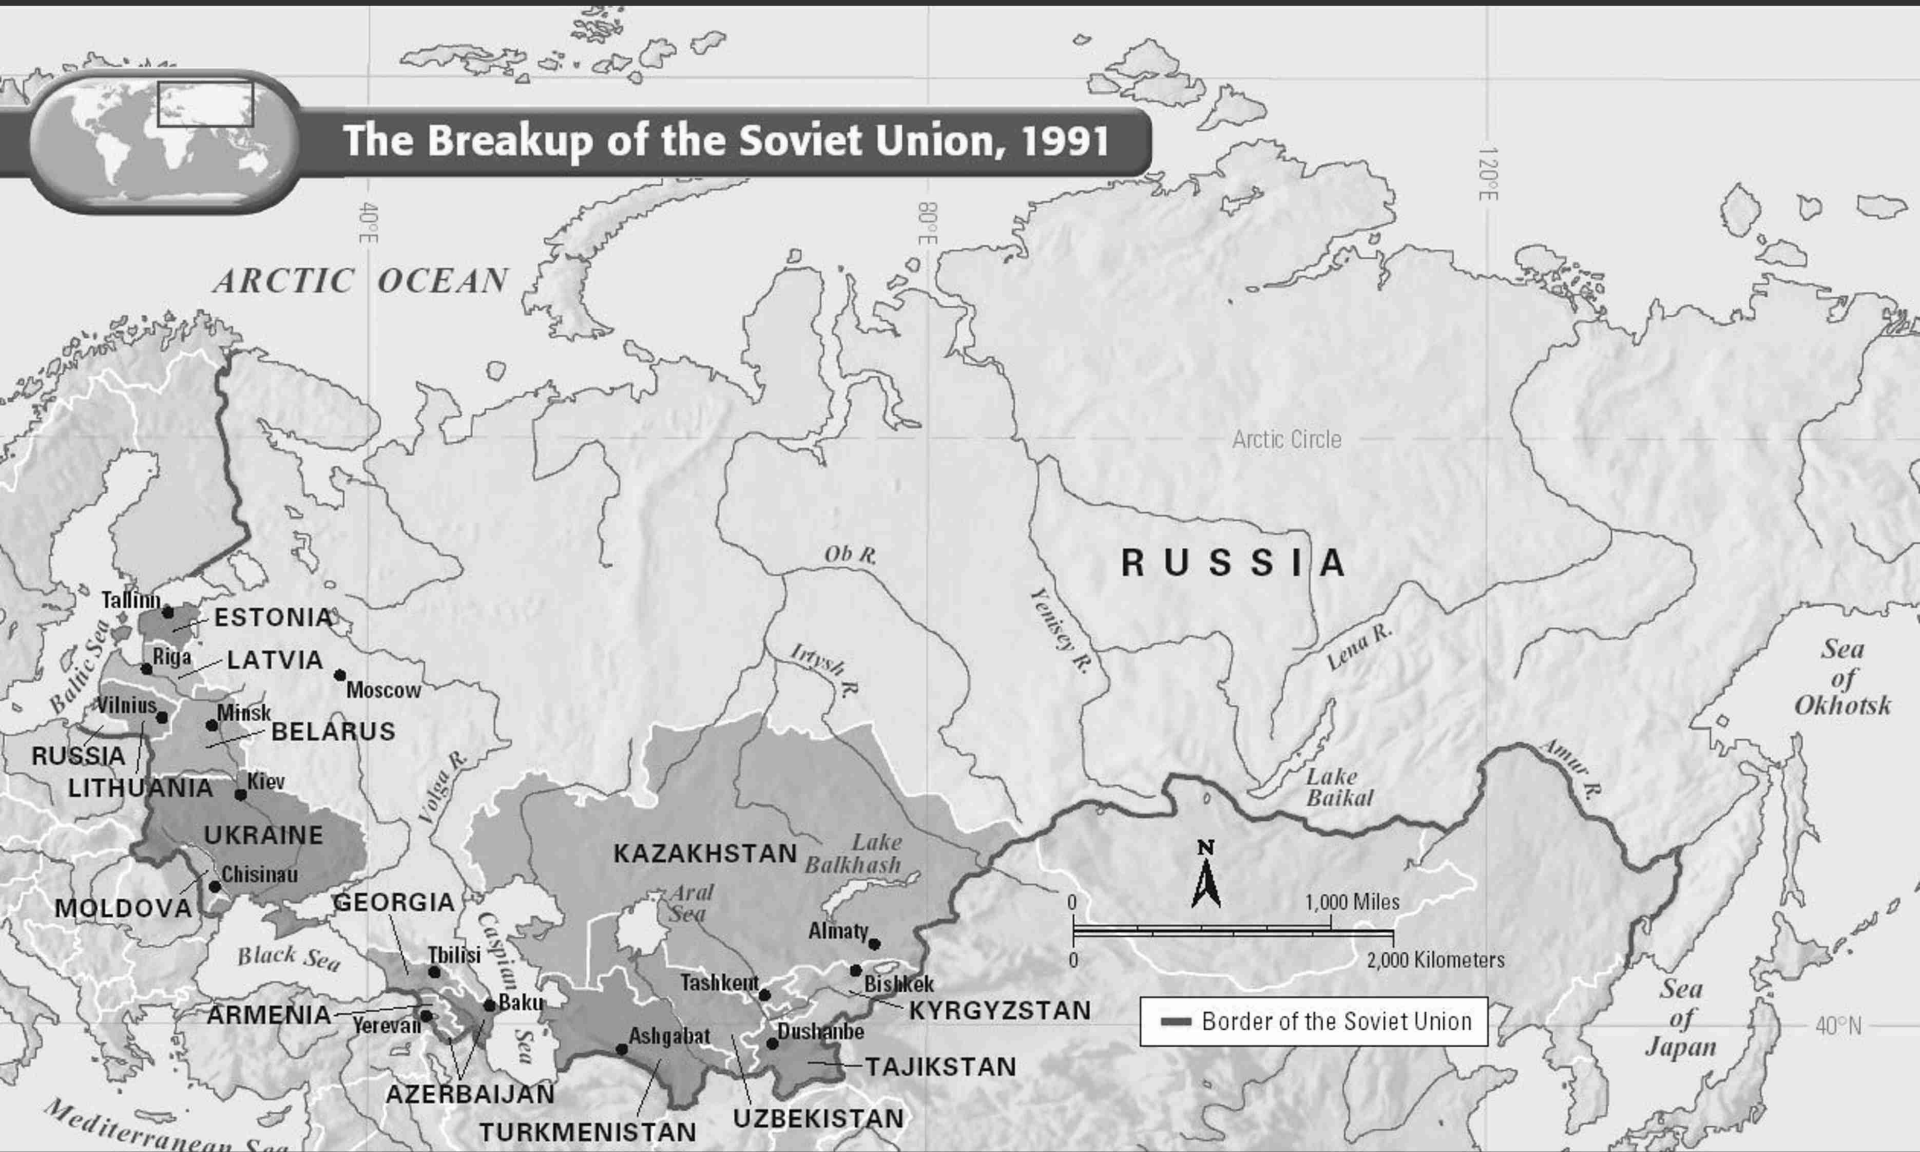 The Breakup of the Soviet Union, 1991
40°E
80°E
120°E
ARCTIC OCEAN
Arctic Circle
Ob R.
RUSSIA
Yenisey R.
Irtysh R.
Lena R.
Tallinn
ESTONIA
Baltic Sea
Riga
LATVIA
Moscow
Vilnius
Minsk
BELARUS
RUSSIA
LITHUANIA
Kiev
Volga R.
UKRAINE
Chisinau
MOLDOVA
GEORGIA
Black Sea
Tbilisi
Caspian
Sea
ARMENIA
Yerevan
Baku
AZERBAIJAN
KAZAKHSTAN
Lake
Balkhash
Aral
Sea
Almaty
Tashkent
Bishkek
KYRGYZSTAN
Ashgabat
Dushanbe
TAJIKSTAN
UZBEKISTAN
TURKMENISTAN
Mediterranean Sea
Lake
Baikal
Amur R.
Sea
of
Okhotsk
N
0
1,000 Miles
0
2,000 Kilometers
Border of the Soviet Union
Sea
of
Japan
40°N